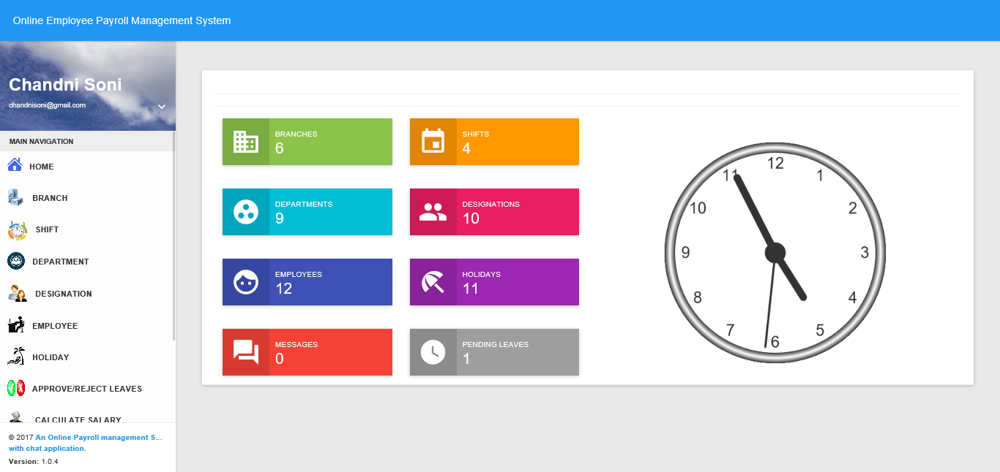 Online Employee Payroll Management System
Chandni Soni
chandnisoni@gmail.com
MAIN NAVIGATION
HOME
BRANCH
SHIFT
DEPARTMENT
DESIGNATION
EMPLOYEE
HOLIDAY
APPROVE/REJECT LEAVES
CALCULATE SALARY
© 2017 An Online Payroll management S...
with chat application.
Version: 1.0.4
BRANCHES
6
SHIFTS
4
DEPARTMENTS
9
DESIGNATIONS
10
EMPLOYEES
12
HOLIDAYS
11
MESSAGES
0
PENDING LEAVES
1
12
1
2
3
4
5
6
7
8
9
10
11